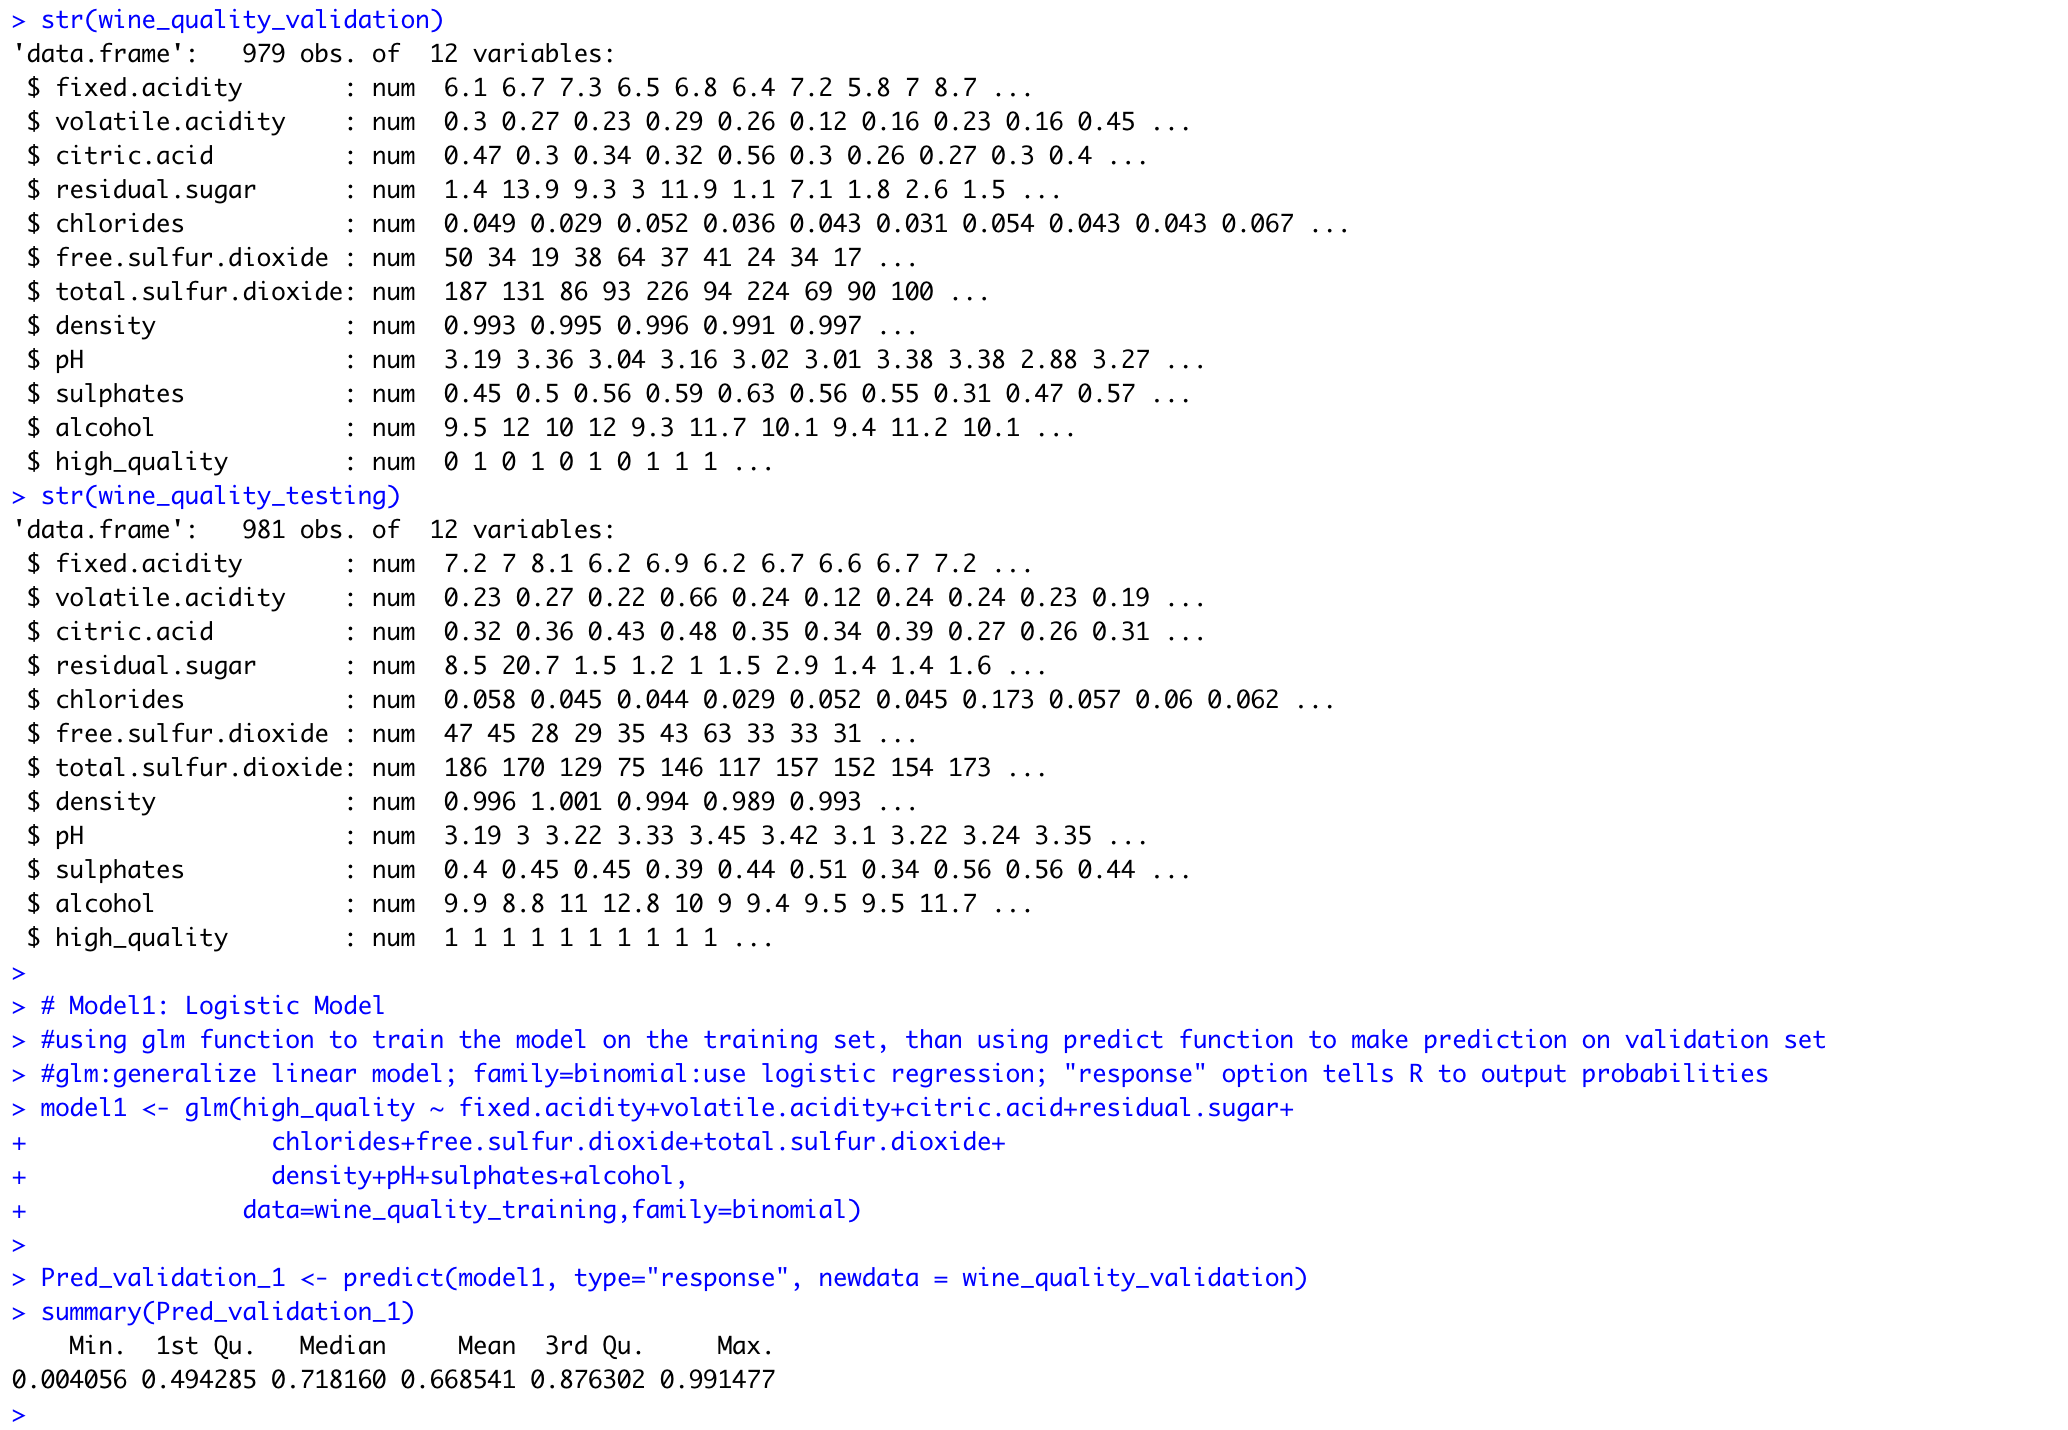 > str(wine_quality_validation)
'data.frame':   979 obs. of  12 variables:
 $ fixed.acidity       : num  6.1 6.7 7.3 6.5 6.8 6.4 7.2 5.8 7 8.7 ...
 $ volatile.acidity    : num  0.3 0.27 0.23 0.29 0.26 0.12 0.16 0.23 0.16 0.45 ...
 $ citric.acid         : num  0.47 0.3 0.34 0.32 0.56 0.3 0.26 0.27 0.3 0.4 ...
 $ residual.sugar      : num  1.4 13.9 9.3 3 11.9 1.1 7.1 1.8 2.6 1.5 ...
 $ chlorides           : num  0.049 0.029 0.052 0.036 0.043 0.031 0.054 0.043 0.043 0.067 ...
 $ free.sulfur.dioxide : num  50 34 19 38 64 37 41 24 34 17 ...
 $ total.sulfur.dioxide: num  187 131 86 93 226 94 224 69 90 100 ...
 $ density             : num  0.993 0.995 0.996 0.991 0.997 ...
 $ pH                  : num  3.19 3.36 3.04 3.16 3.02 3.01 3.38 3.38 2.88 3.27 ...
 $ sulphates           : num  0.45 0.5 0.56 0.59 0.63 0.56 0.55 0.31 0.47 0.57 ...
 $ alcohol             : num  9.5 12 10 12 9.3 11.7 10.1 9.4 11.2 10.1 ...
 $ high_quality        : num  0 1 0 1 0 1 0 1 1 1 ...
> str(wine_quality_testing)
'data.frame':   981 obs. of  12 variables:
 $ fixed.acidity       : num  7.2 7 8.1 6.2 6.9 6.2 6.7 6.6 6.7 7.2 ...
 $ volatile.acidity    : num  0.23 0.27 0.22 0.66 0.24 0.12 0.24 0.24 0.23 0.19 ...
 $ citric.acid         : num  0.32 0.36 0.43 0.48 0.35 0.34 0.39 0.27 0.26 0.31 ...
 $ residual.sugar      : num  8.5 20.7 1.5 1.2 1 1.5 2.9 1.4 1.4 1.6 ...
 $ chlorides           : num  0.058 0.045 0.044 0.029 0.052 0.045 0.173 0.057 0.06 0.062 ...
 $ free.sulfur.dioxide : num  47 45 28 29 35 43 63 33 33 31 ...
 $ total.sulfur.dioxide: num  186 170 129 75 146 117 157 152 154 173 ...
 $ density             : num  0.996 1.001 0.994 0.989 0.993 ...
 $ pH                  : num  3.19 3 3.22 3.33 3.45 3.42 3.1 3.22 3.24 3.35 ...
 $ sulphates           : num  0.4 0.45 0.45 0.39 0.44 0.51 0.34 0.56 0.56 0.44 ...
 $ alcohol             : num  9.9 8.8 11 12.8 10 9 9.4 9.5 9.5 11.7 ...
 $ high_quality        : num  1 1 1 1 1 1 1 1 1 1 ...
>
> # Model1: Logistic Model
> #using glm function to train the model on the training set, than using predict function to make prediction on validation set
> #glm:generalize linear model; family=binomial:use logistic regression; "response" option tells R to output probabilities
> model1 <- glm(high_quality ~ fixed.acidity+volatile.acidity+citric.acid+residual.sugar+
+                 chlorides+free.sulfur.dioxide+total.sulfur.dioxide+
+                 density+pH+sulphates+alcohol,
+               data=wine_quality_training,family=binomial)
>
> Pred_validation_1 <- predict(model1, type="response", newdata = wine_quality_validation)
> summary(Pred_validation_1)
    Min.  1st Qu.   Median     Mean  3rd Qu.     Max.
0.004056 0.494285 0.718160 0.668541 0.876302 0.991477
>